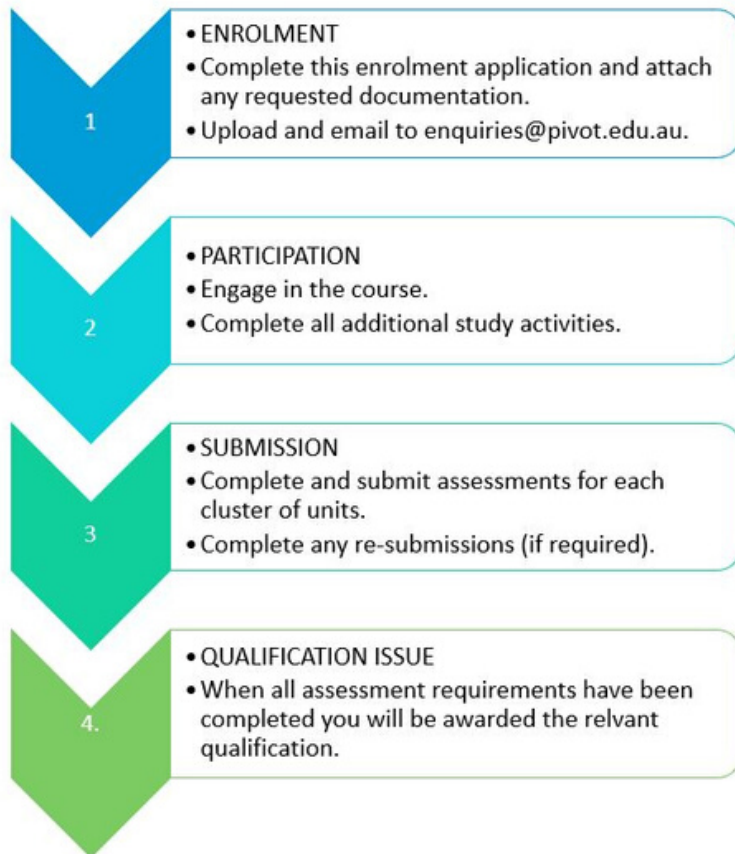 1
• ENROLMENT
• Complete this enrolment application and attach
any requested documentation.
• Upload and email to enquiries@pivot.edu.au.
2
• PARTICIPATION
• Engage in the course.
• Complete all additional study activities.
3
• SUBMISSION
• Complete and submit assessments for each
cluster of units.
• Complete any re-submissions (if required).
4.
• QUALIFICATION ISSUE
• When all assessment requirements have been
completed you will be awarded the relvant
qualification.